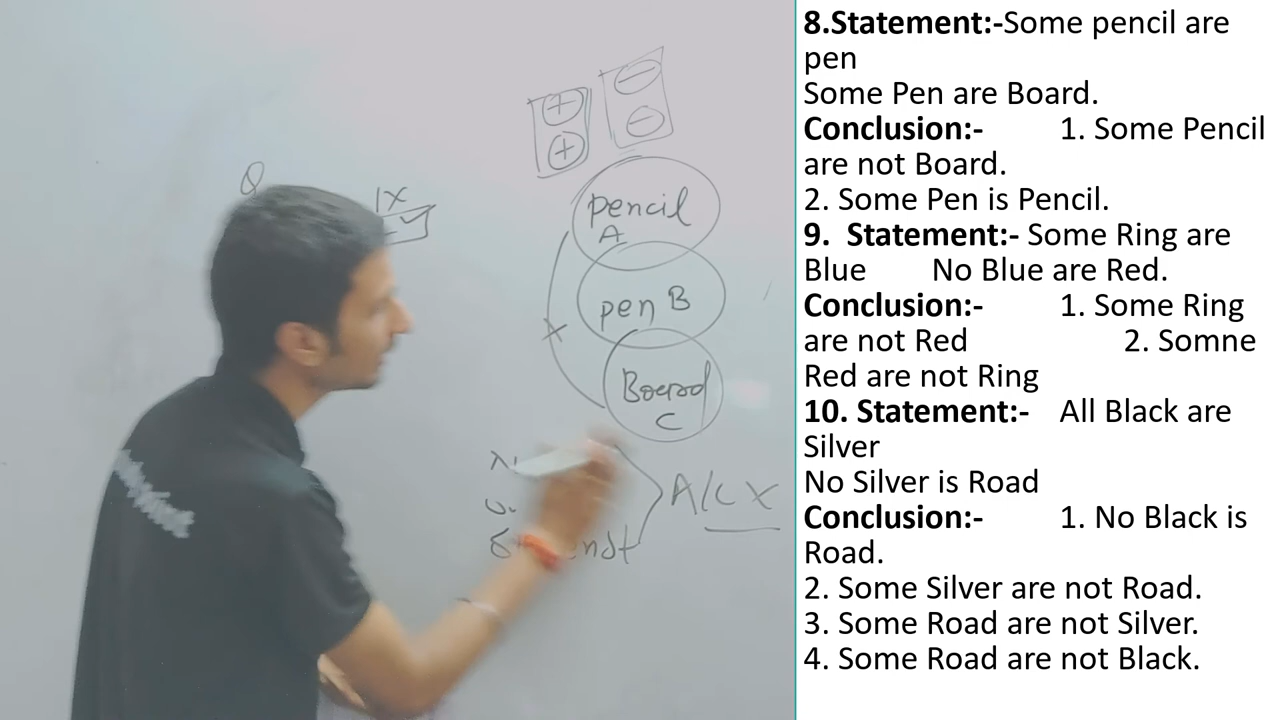 Q
1X
pencil
A
pen B
Board
C
A/C X
8.Statement:-Some pencil are
pen
Some Pen are Board.
Conclusion:- 1. Some Pencil
are not Board.
2. Some Pen is Pencil.
9. Statement:- Some Ring are
Blue No Blue are Red.
Conclusion:- 1. Some Ring
are not Red 2. Somne
Red are not Ring
10. Statement:- All Black are
Silver
No Silver is Road
Conclusion:- 1. No Black is
Road.
2. Some Silver are not Road.
3. Some Road are not Silver.
4. Some Road are not Black.